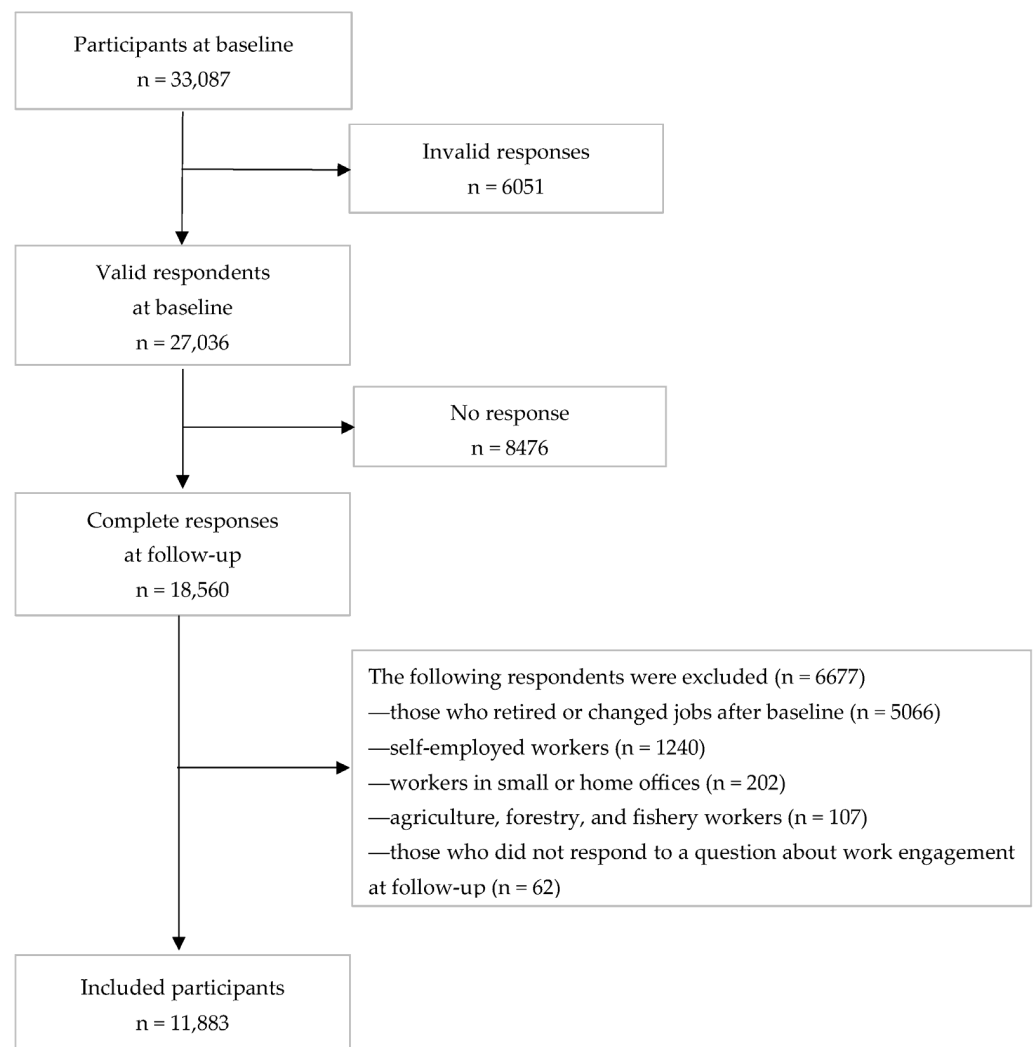 Participants at baseline
n = 33,087
Invalid responses
n = 6051
Valid respondents
at baseline
n = 27,036
No response
n = 8476
Complete responses
at follow-up
n = 18,560
The following respondents were excluded (n = 6677)
—those who retired or changed jobs after baseline (n = 5066)
—self-employed workers (n = 1240)
—workers in small or home offices (n = 202)
—agriculture, forestry, and fishery workers (n = 107)
—those who did not respond to a question about work engagement
at follow-up (n = 62)
Included participants
n = 11,883